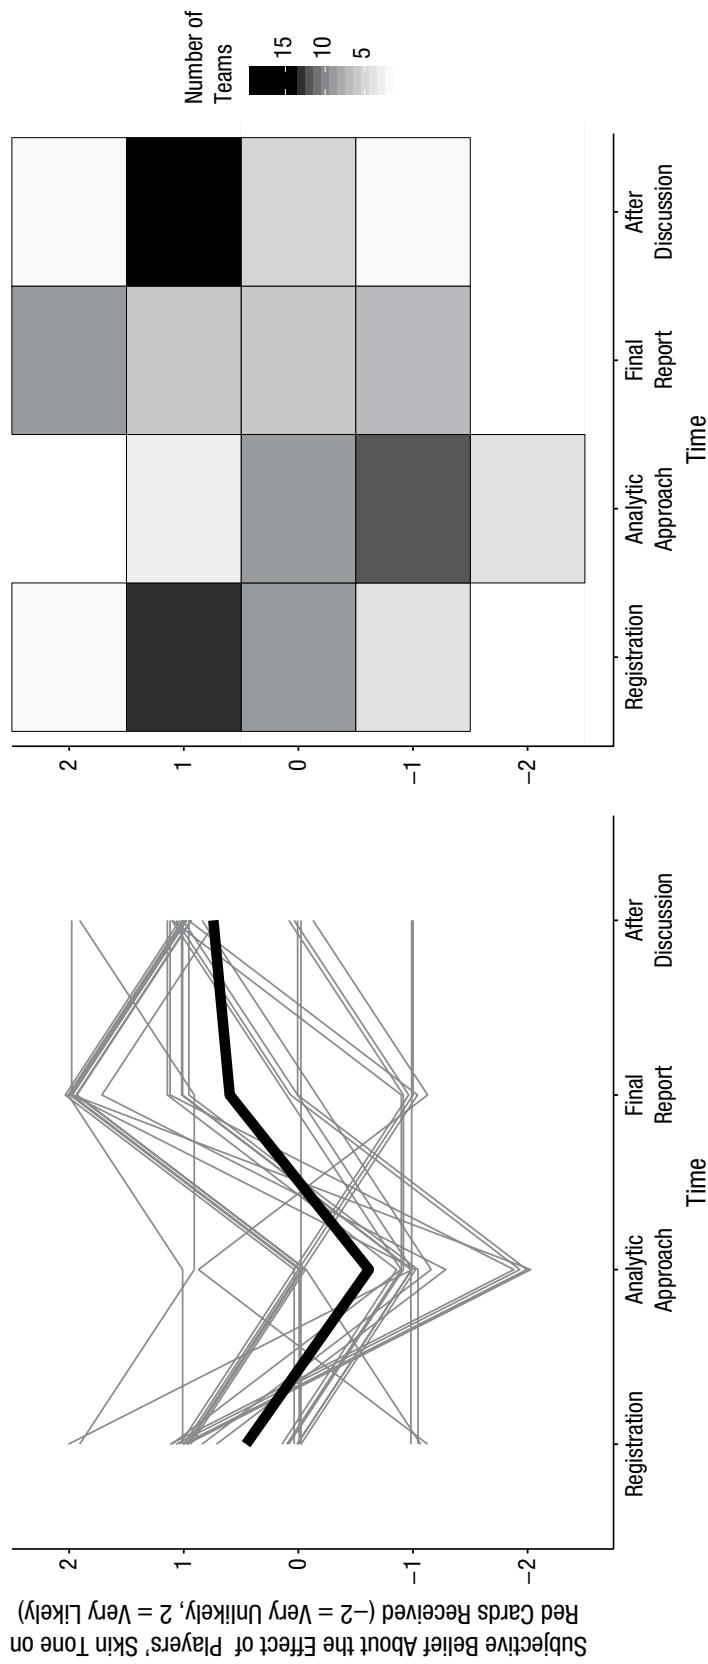 Subjective Belief About the Effect of Players' Skin Tone on
Red Cards Received (–2 = Very Unlikely, 2 = Very Likely)
2
1
0
–1
–2
Registration
Analytic
Approach
Final
Report
After
Discussion
Time
2
1
0
–1
–2
Registration
Analytic
Approach
Final
Report
After
Discussion
Time
Number of
Teams
15
10
5